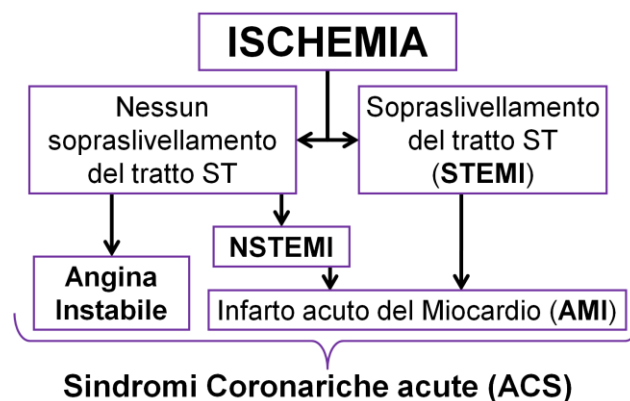 ISCHEMIA
Nessun
sopraslivellamento
del tratto ST
Sopraslivellamento
del tratto ST
(STEMI)
NSTEMI
Angina
Instabile
Infarto acuto del Miocardio (AMI)
Sindromi Coronariche acute (ACS)